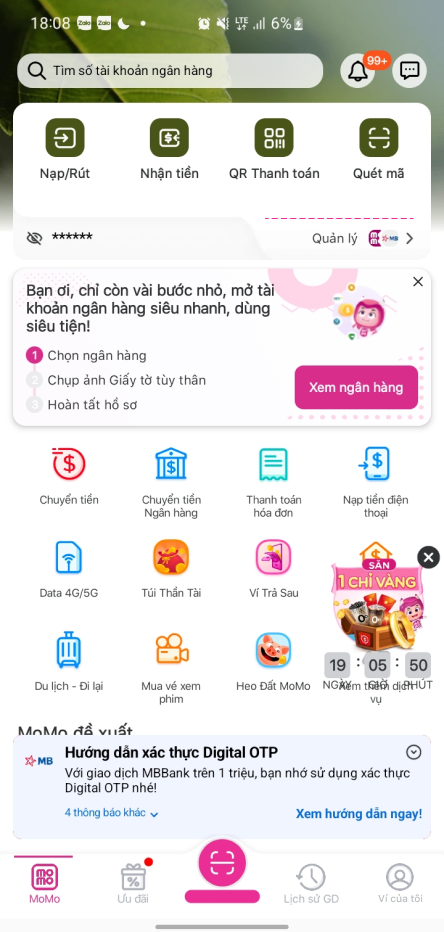 18:08 Zalo Zalo LTE 6%
Tìm số tài khoản ngân hàng
99+
Nạp/Rút Nhận tiền QR Thanh toán Quét mã
****** Quản lý mo mo MB
Bạn ơi, chỉ còn vài bước nhỏ, mở tài
khoản ngân hàng siêu nhanh, dùng
siêu tiện!
1 Chọn ngân hàng
2 Chụp ảnh Giấy tờ tùy thân
3 Hoàn tất hồ sơ
Xem ngân hàng
Chuyển tiền
Chuyển tiền
Ngân hàng
Thanh toán
hóa đơn
Nạp tiền điện
thoại
Data 4G/5G
Túi Thần Tài
Ví Trả Sau
SĂN
1 CHỈ VÀNG
19 : 05 : 50
NGÀY GIỜ PHÚT
Du lịch - Đi lại
Mua vé xem
phim
Heo Đất MoMo
Xem thêm dịch
vụ
MoMo đề xuất
MB
Hướng dẫn xác thực Digital OTP
Với giao dịch MBBank trên 1 triệu, bạn nhớ sử dụng xác thực
Digital OTP nhé!
4 thông báo khác
Xem hướng dẫn ngay!
mo mo
MoMo Ưu đãi Lịch sử GD Ví của tôi